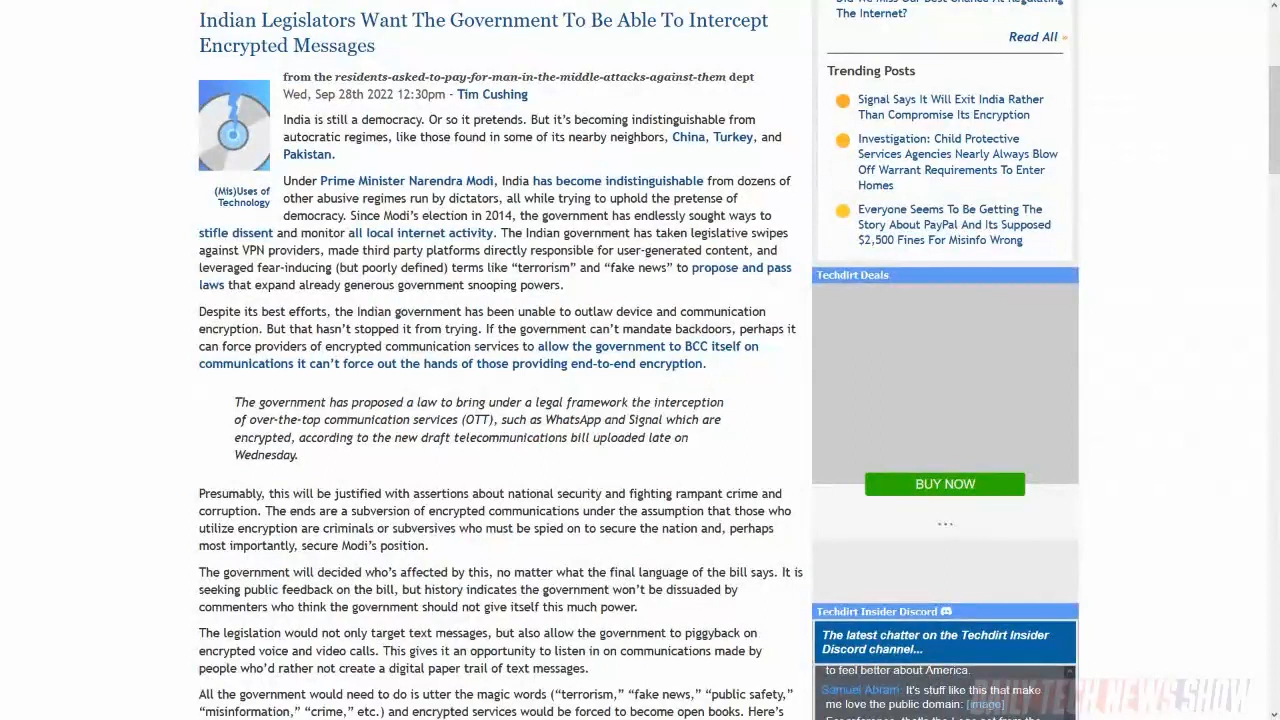 Indian Legislators Want The Government To Be Able To Intercept
Encrypted Messages
from the residents-asked-to-pay-for-man-in-the-middle-attacks-against-them dept
Wed, Sep 28th 2022 12:30pm - Tim Cushing
(Mis)Uses of
Technology
India is still a democracy. Or so it pretends. But it’s becoming indistinguishable from
autocratic regimes, like those found in some of its nearby neighbors, China, Turkey, and
Pakistan.
Under Prime Minister Narendra Modi, India has become indistinguishable from dozens of
other abusive regimes run by dictators, all while trying to uphold the pretense of
democracy. Since Modi’s election in 2014, the government has endlessly sought ways to
stifle dissent and monitor all local internet activity. The Indian government has taken legislative swipes
against VPN providers, made third party platforms directly responsible for user-generated content, and
leveraged fear-inducing (but poorly defined) terms like “terrorism” and “fake news” to propose and pass
laws that expand already generous government snooping powers.
Despite its best efforts, the Indian government has been unable to outlaw device and communication
encryption. But that hasn’t stopped it from trying. If the government can’t mandate backdoors, perhaps it
can force providers of encrypted communication services to allow the government to BCC itself on
communications it can’t force out the hands of those providing end-to-end encryption.
The government has proposed a law to bring under a legal framework the interception
of over-the-top communication services (OTT), such as WhatsApp and Signal which are
encrypted, according to the new draft telecommunications bill uploaded late on
Wednesday.
Presumably, this will be justified with assertions about national security and fighting rampant crime and
corruption. The ends are a subversion of encrypted communications under the assumption that those who
utilize encryption are criminals or subversives who must be spied on to secure the nation and, perhaps
most importantly, secure Modi’s position.
The government will decided who’s affected by this, no matter what the final language of the bill says. It is
seeking public feedback on the bill, but history indicates the government won’t be dissuaded by
commenters who think the government should not give itself this much power.
The legislation would not only target text messages, but also allow the government to piggyback on
encrypted voice and video calls. This gives it an opportunity to listen in on communications made by
people who’d rather not create a digital paper trail of text messages.
All the government would need to do is utter the magic words (“terrorism,” “fake news,” “public safety,”
“misinformation,” “crime,” etc.) and encrypted services would be forced to become open books. Here’s
Did We Miss Our Best Chance At Regulating
The Internet?
Read All »
Trending Posts
Signal Says It Will Exit India Rather
Than Compromise Its Encryption
Investigation: Child Protective
Services Agencies Nearly Always Blow
Off Warrant Requirements To Enter
Homes
Everyone Seems To Be Getting The
Story About PayPal And Its Supposed
$2,500 Fines For Misinfo Wrong
Techdirt Deals
BUY NOW
...
Techdirt Insider Discord
The latest chatter on the Techdirt Insider
Discord channel...
to feel better about America.
Samuel Abram: It's stuff like this that make
me love the public domain: [image]
DAILY TECH NEWS SHOW